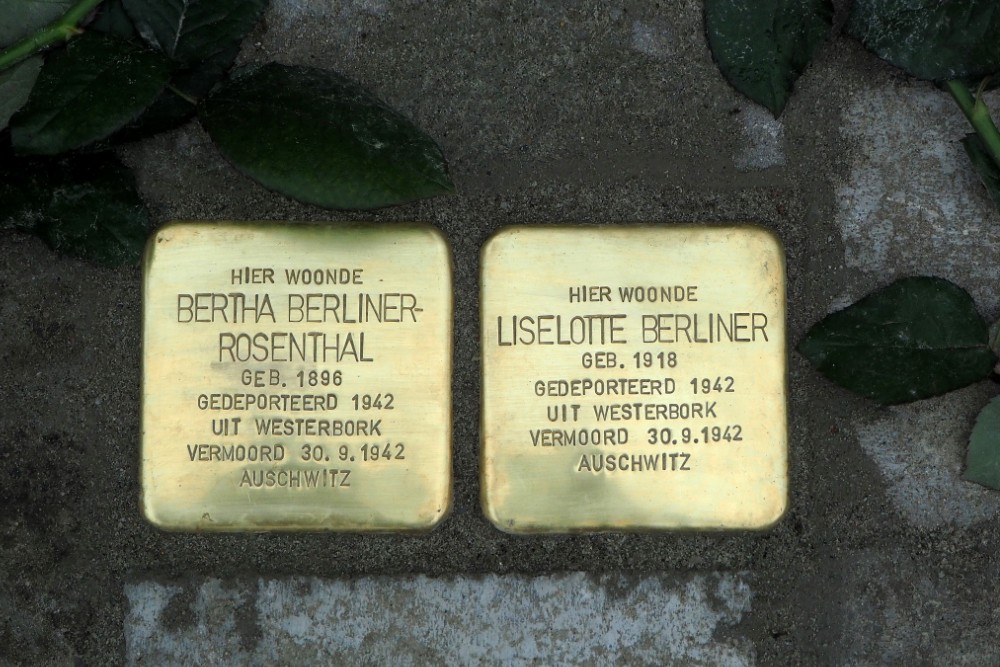 HIER WOONDE
BERTHA BERLINER-
ROSENTHAL
GEB. 1896
GEDEPORTEERD 1942
UIT WESTERBORK
VERMOORD 30.9.1942
AUSCHWITZ
HIER WOONDE
LISELOTTE BERLINER
GEB. 1918
GEDEPORTEERD 1942
UIT WESTERBORK
VERMOORD 30.9.1942
AUSCHWITZ